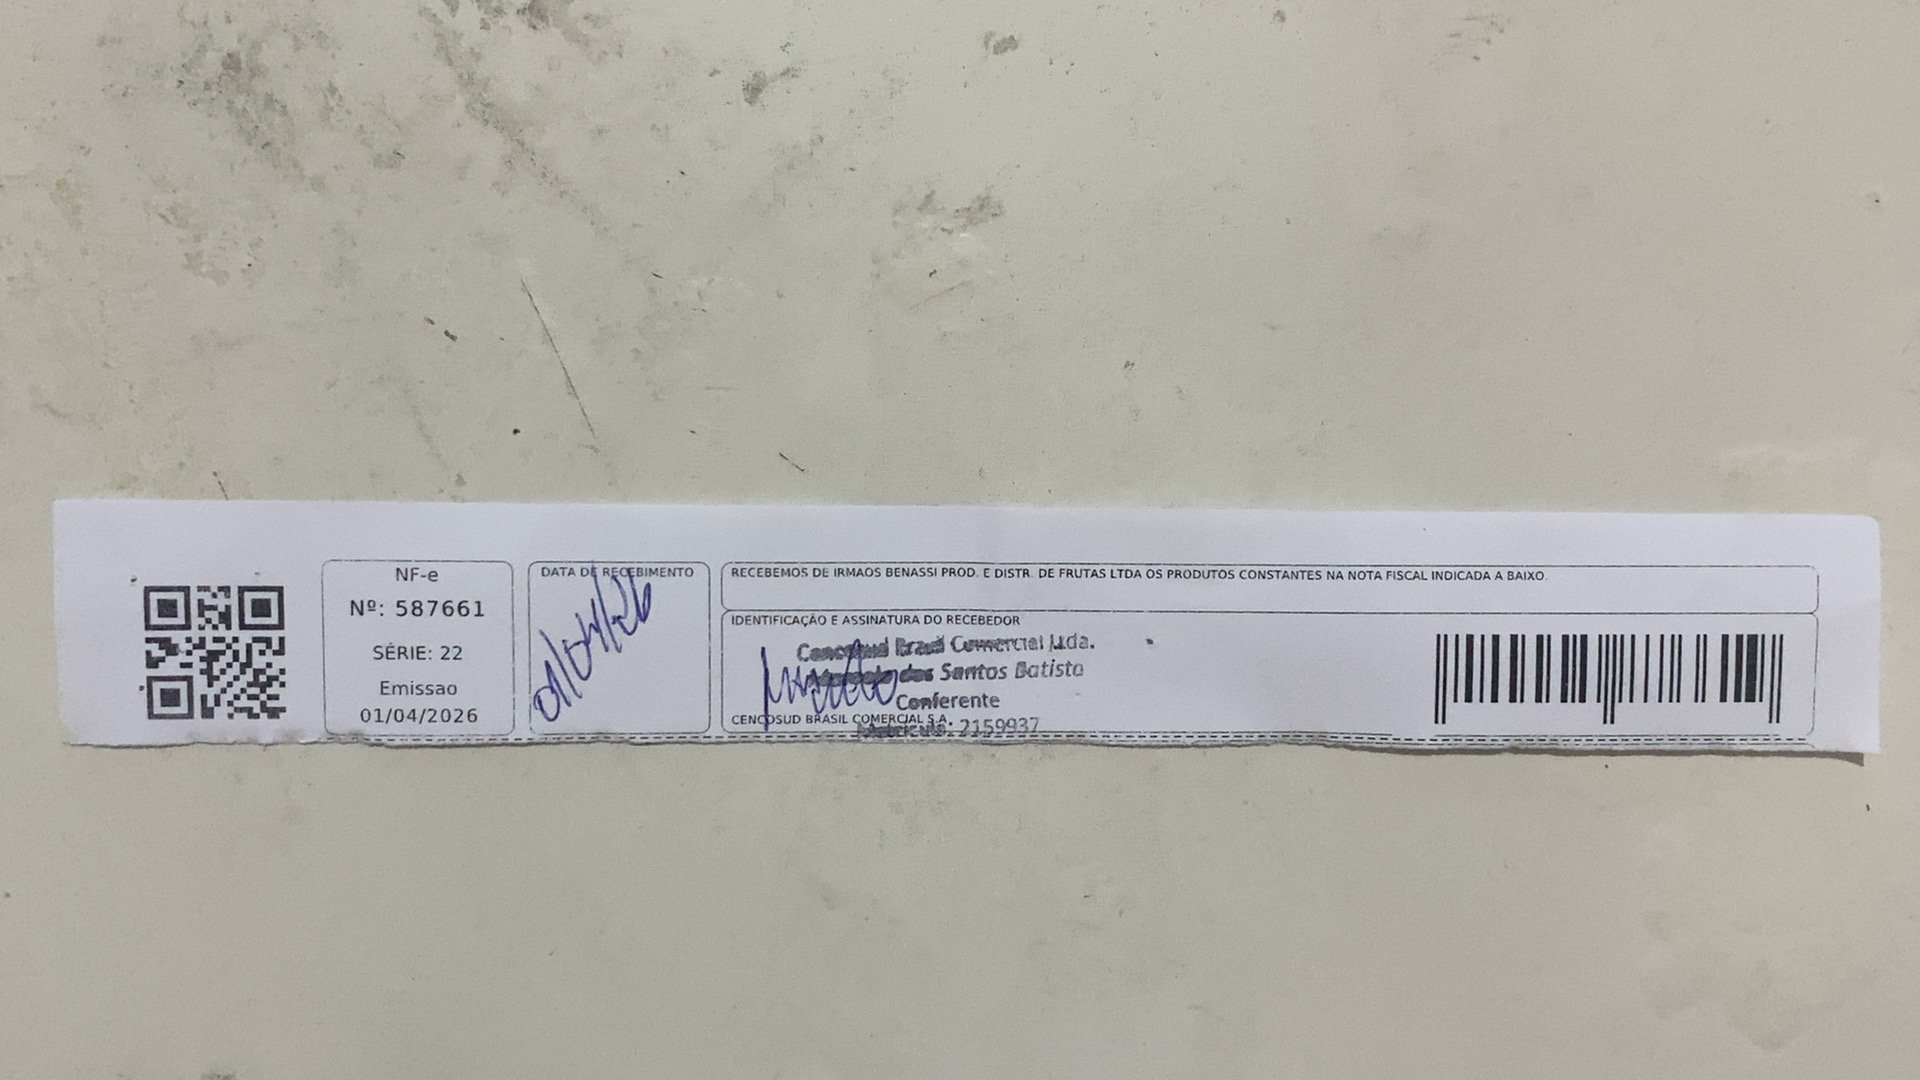 NF-e
Nº: 587661
SÉRIE: 22
Emissao
01/04/2026
DATA DE RECEBIMENTO
01/04/26
RECEBEMOS DE IRMAOS BENASSI PROD. E DISTR. DE FRUTAS LTDA OS PRODUTOS CONSTANTES NA NOTA FISCAL INDICADA A BAIXO.
IDENTIFICAÇÃO E ASSINATURA DO RECEBEDOR
Cencosud Brasil Comercial Ltda.
dos Santos Batista
Conferente
CENCOSUD BRASIL COMERCIAL S.A.
Matrícula: 2159937